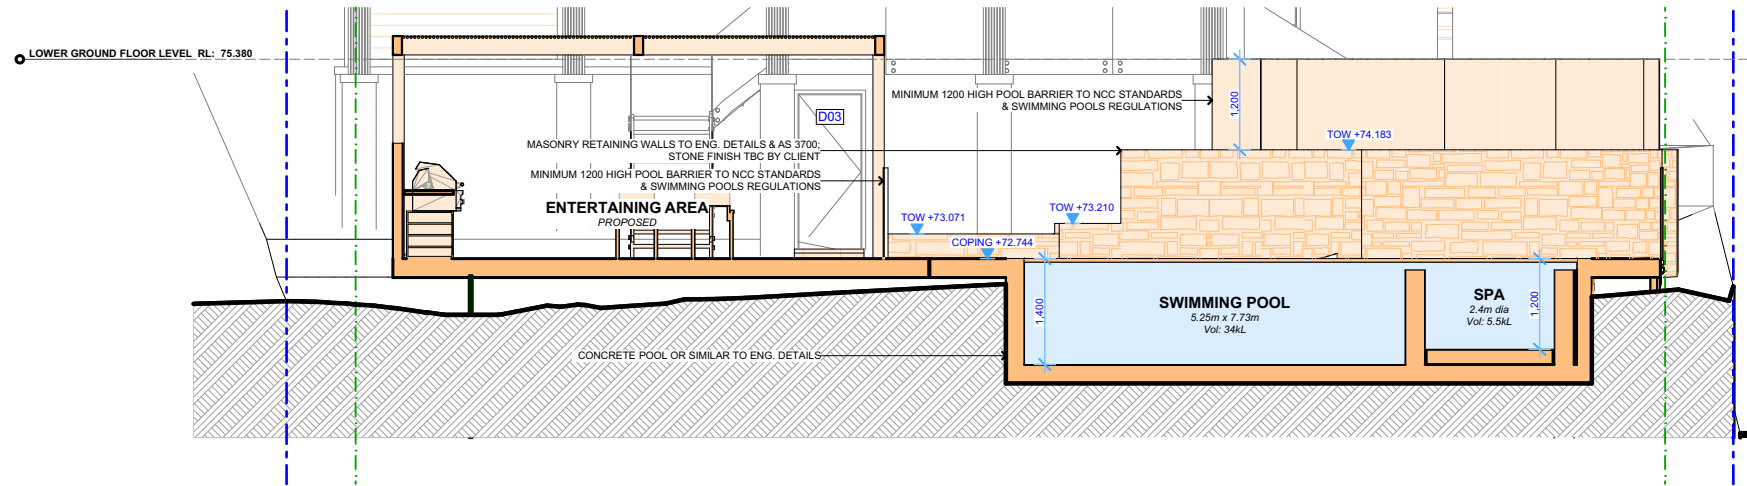 LOWER GROUND FLOOR LEVEL RL: 75.380
MINIMUM 1200 HIGH POOL BARRIER TO NCC STANDARDS
& SWIMMING POOLS REGULATIONS
1,200
D03
TOW +74.183
MASONRY RETAINING WALLS TO ENG. DETAILS & AS 3700;
STONE FINISH TBC BY CLIENT
MINIMUM 1200 HIGH POOL BARRIER TO NCC STANDARDS
& SWIMMING POOLS REGULATIONS
ENTERTAINING AREA
PROPOSED
TOW +73.071
TOW +73.210
COPING +72.744
1,400
SWIMMING POOL
5.25m x 7.73m
Vol: 34kL
SPA
2.4m dia
Vol: 5.5kL
1,200
CONCRETE POOL OR SIMILAR TO ENG. DETAILS